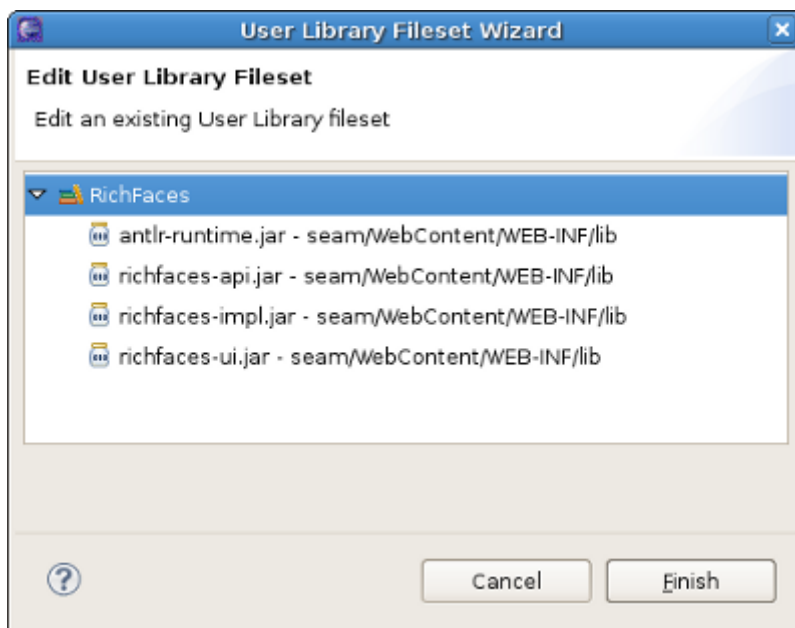 User Library Fileset Wizard
Edit User Library Fileset
Edit an existing User Library fileset
RichFaces
antlr-runtime.jar - seam/WebContent/WEB-INF/lib
richfaces-api.jar - seam/WebContent/WEB-INF/lib
richfaces-impl.jar - seam/WebContent/WEB-INF/lib
richfaces-ui.jar - seam/WebContent/WEB-INF/lib
?
Cancel Finish